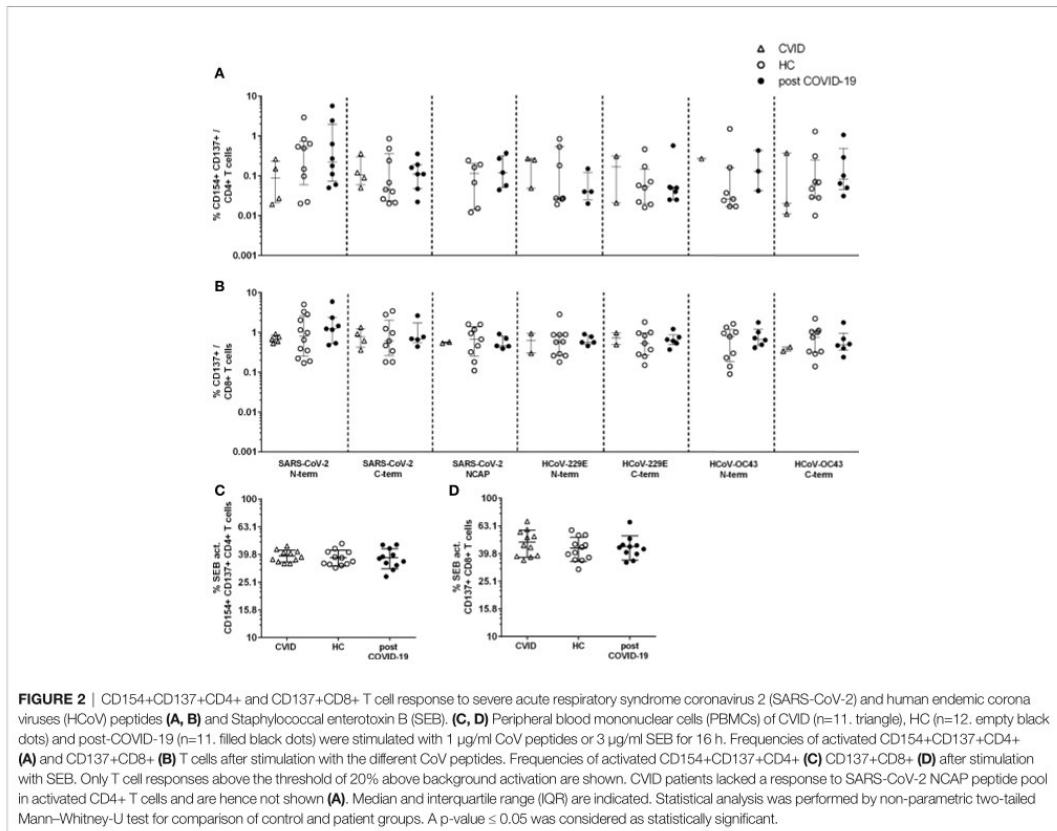 △ CVID
○ HC
● post COVID-19
A
% CD154+ CD137+ /
CD4+ T cells
10
1
0.1
0.01
0.001
B
% CD137+ /
CD8+ T cells
10
1
0.1
0.01
0.001
SARS-CoV-2
N-term
SARS-CoV-2
C-term
SARS-CoV-2
NCAP
HCoV-229E
N-term
HCoV-229E
C-term
HCoV-OC43
N-term
HCoV-OC43
C-term
C
% SEB act.
CD154+ CD137+ CD4+ T cells
100
63.1
39.8
25.1
15.8
10
CVID
HC
post
COVID-19
D
% SEB act.
CD137+ CD8+ T cells
100
63.1
39.8
25.1
15.8
10
CVID
HC
post
COVID-19
FIGURE 2 | CD154+CD137+CD4+ and CD137+CD8+ T cell response to severe acute respiratory syndrome coronavirus 2 (SARS-CoV-2) and human endemic corona
viruses (HCoV) peptides (A, B) and Staphylococcal enterotoxin B (SEB). (C, D) Peripheral blood mononuclear cells (PBMCs) of CVID (n=11. triangle), HC (n=12. empty black
dots) and post-COVID-19 (n=11. filled black dots) were stimulated with 1 µg/ml CoV peptides or 3 µg/ml SEB for 16 h. Frequencies of activated CD154+CD137+CD4+
(A) and CD137+CD8+ (B) T cells after stimulation with the different CoV peptides. Frequencies of activated CD154+CD137+CD4+ (C) CD137+CD8+ (D) after stimulation
with SEB. Only T cell responses above the threshold of 20% above background activation are shown. CVID patients lacked a response to SARS-CoV-2 NCAP peptide pool
in activated CD4+ T cells and are hence not shown (A). Median and interquartile range (IQR) are indicated. Statistical analysis was performed by non-parametric two-tailed
Mann–Whitney-U test for comparison of control and patient groups. A p-value ≤ 0.05 was considered as statistically significant.